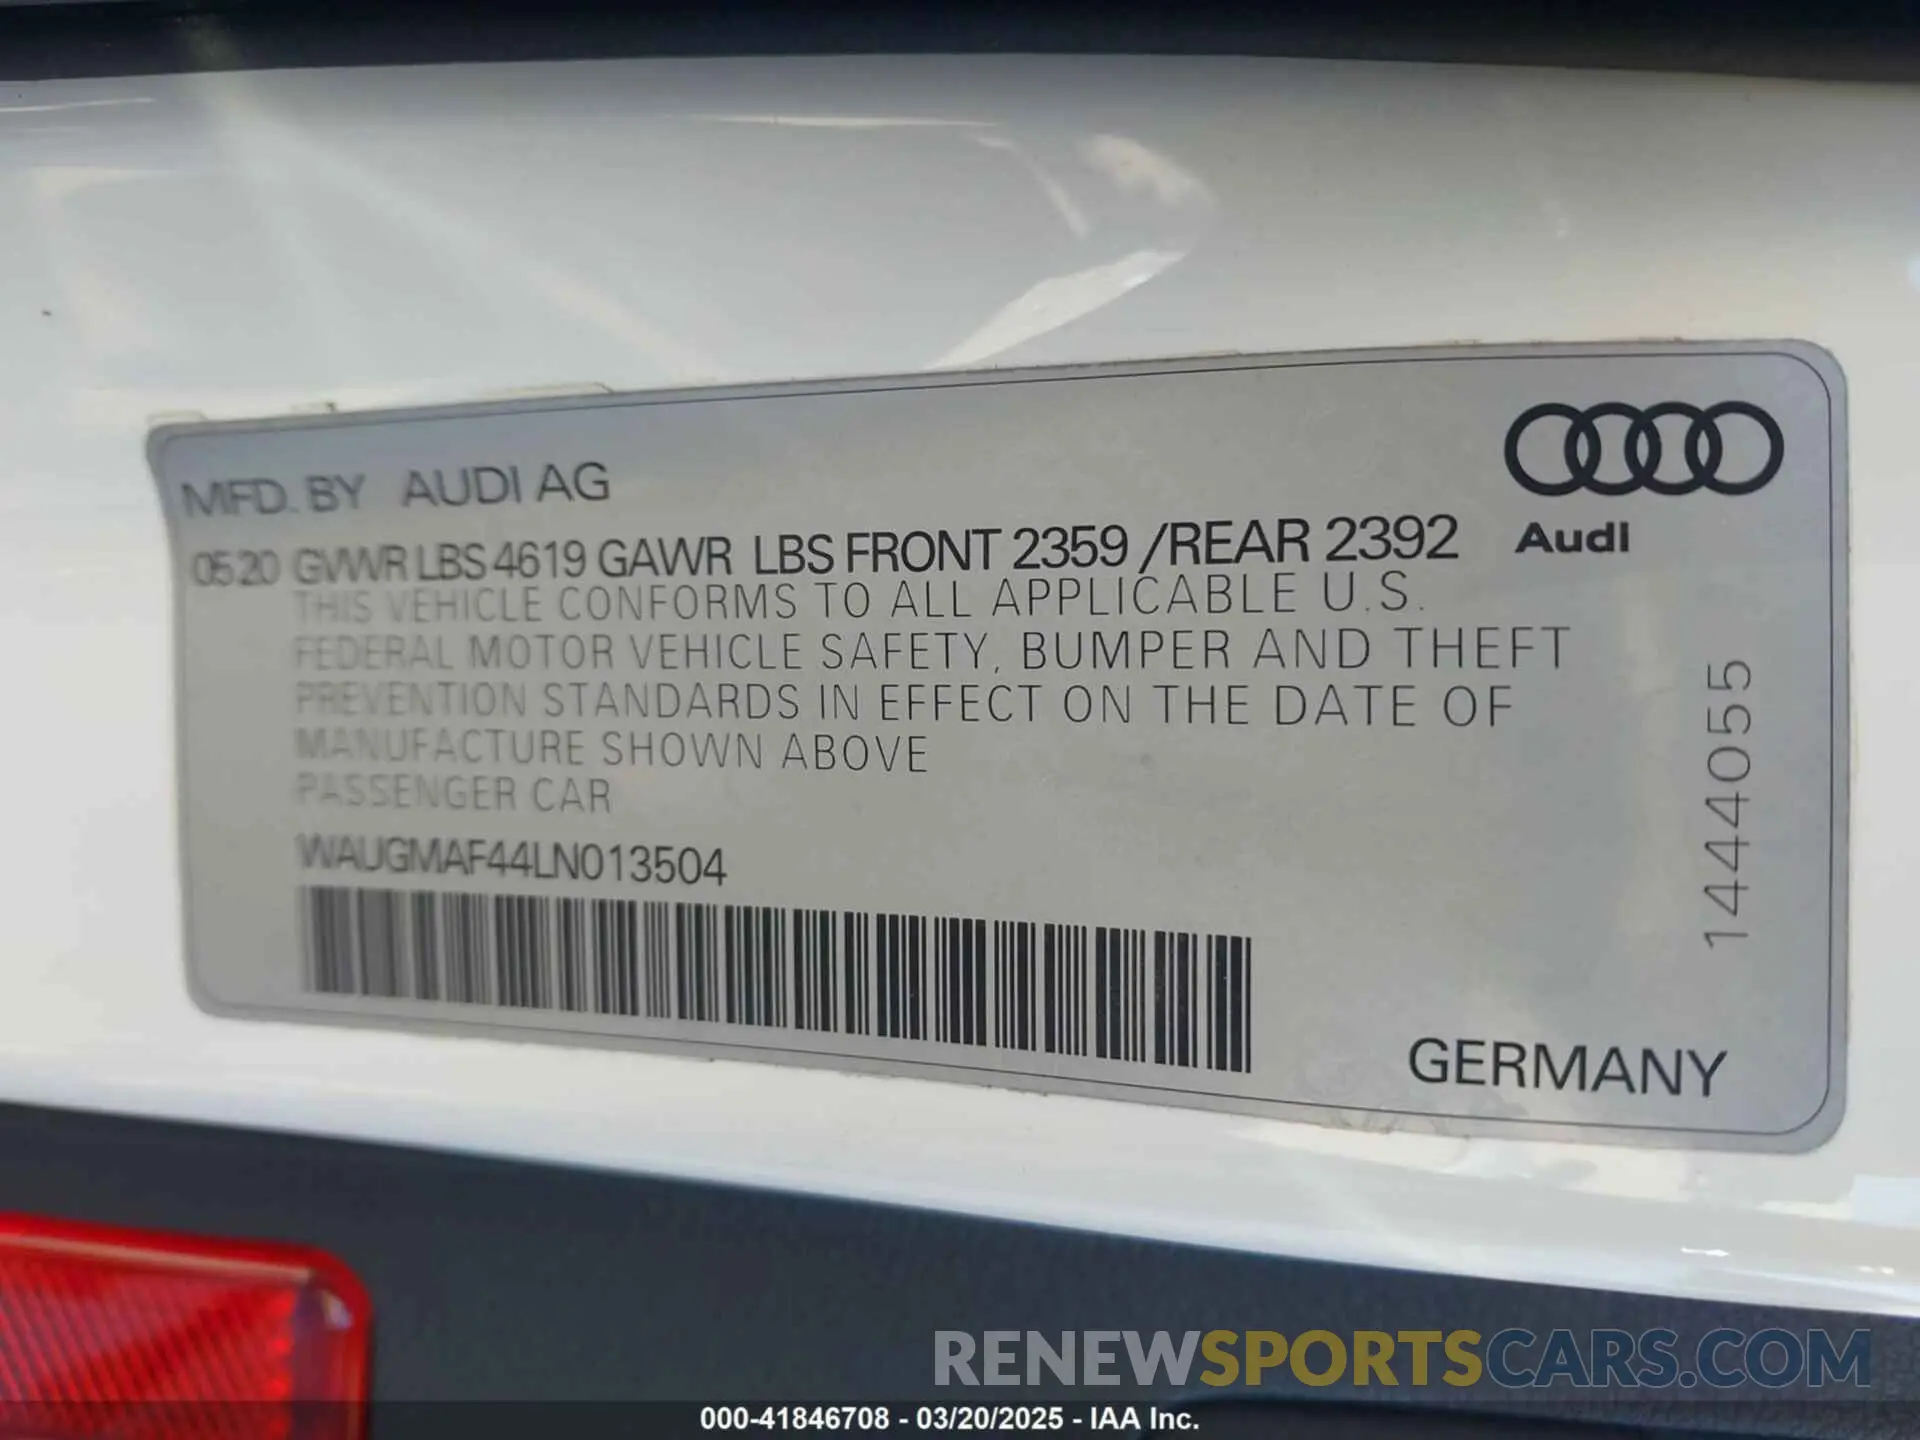 MFD. BY AUDI AG
Audi
0520 GVWR LBS 4619 GAWR LBS FRONT 2359 /REAR 2392
THIS VEHICLE CONFORMS TO ALL APPLICABLE U.S.
FEDERAL MOTOR VEHICLE SAFETY, BUMPER AND THEFT
PREVENTION STANDARDS IN EFFECT ON THE DATE OF
MANUFACTURE SHOWN ABOVE
PASSENGER CAR
WAUGMAF44LN013504
1444055
GERMANY
RENEWSPORTSCARS.COM
000-41846708 - 03/20/2025 - IAA Inc.